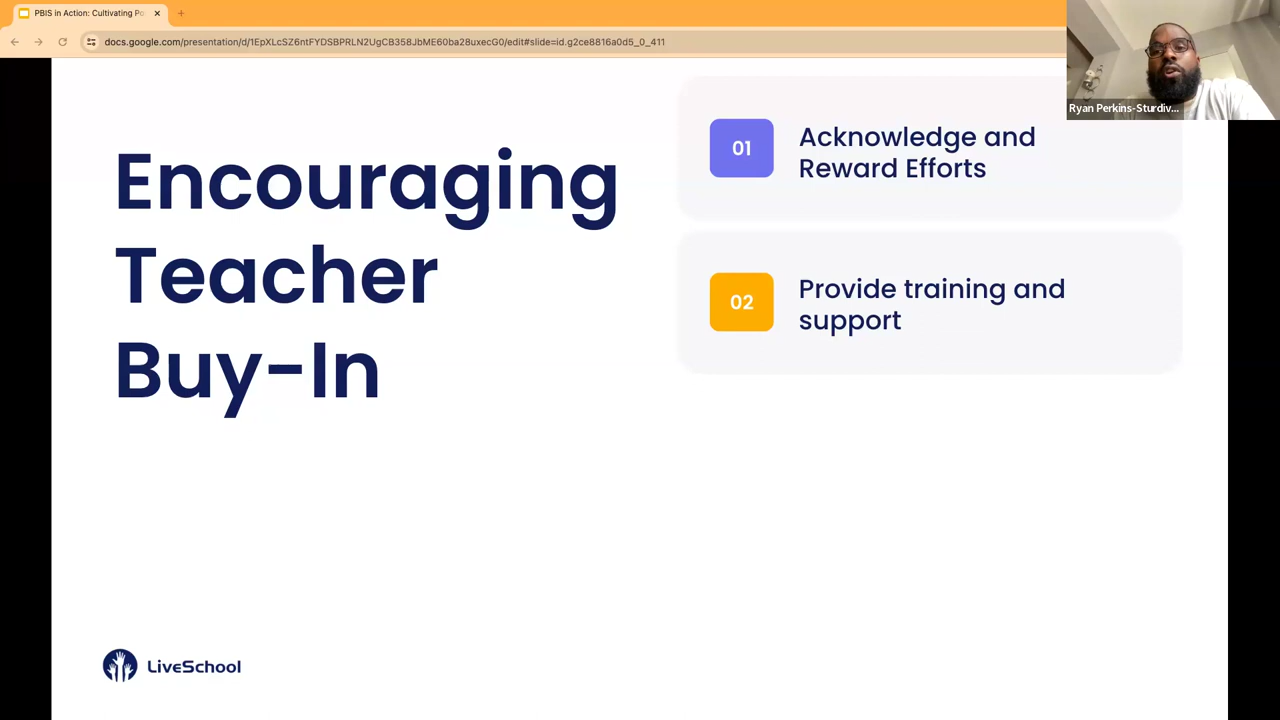 PBIS in Action: Cultivating Po
docs.google.com/presentation/d/1EpXLcSZ6ntFYDSBPRLN2UgCB358JbME60ba28uxecG0/edit#slide=id.g2ce8816a0d5_0_411
Ryan Perkins-Sturdiv...
Encouraging
Teacher
Buy-In
01
Acknowledge and
Reward Efforts
02
Provide training and
support
LiveSchool